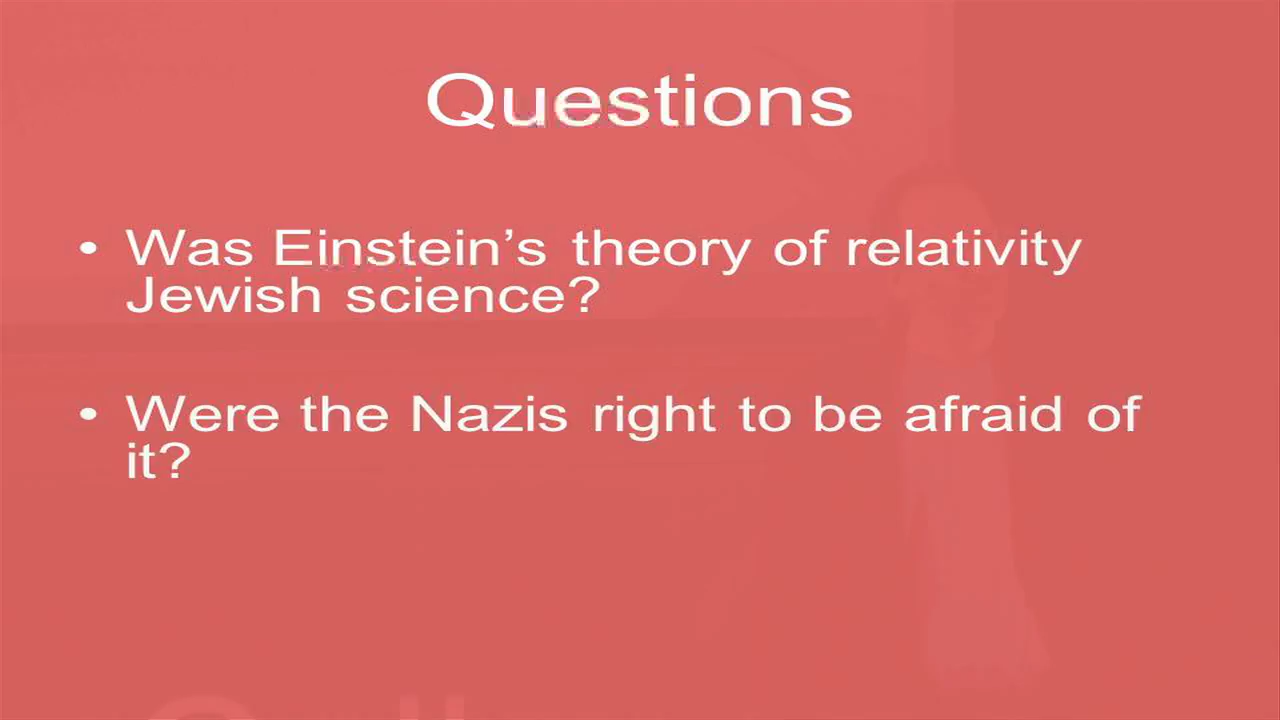 Questions
• Was Einstein's theory of relativity
Jewish science?
• Were the Nazis right to be afraid of
it?